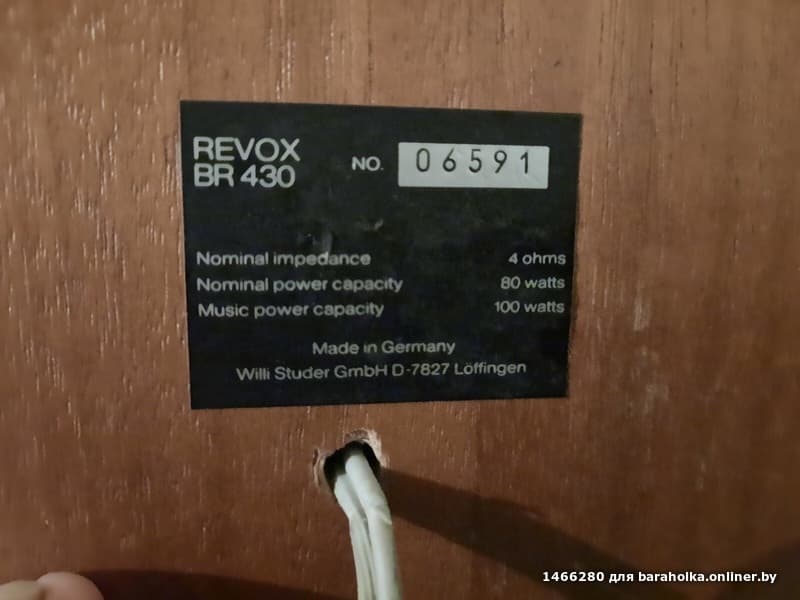 REVOX
BR 430
NO. 06591
Nominal impedance 4 ohms
Nominal power capacity 80 watts
Music power capacity 100 watts
Made in Germany
Willi Studer GmbH D-7827 Löffingen
1466280 для baraholka.onliner.by